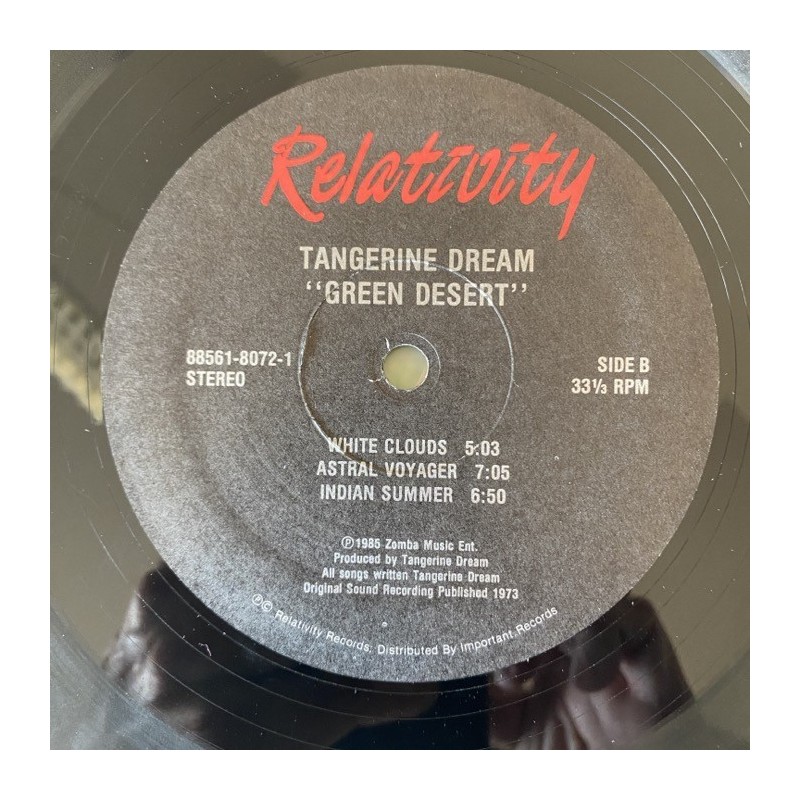 Relativity
TANGERINE DREAM
"GREEN DESERT"
88561-8072-1
STEREO
SIDE B
33⅓ RPM
WHITE CLOUDS 5:03
ASTRAL VOYAGER 7:05
INDIAN SUMMER 6:50
Ⓟ1985 Zomba Music Ent.
Produced by Tangerine Dream
All songs written Tangerine Dream
Original Sound Recording Published 1973
Ⓟ© Relativity Records. Distributed By Important Records